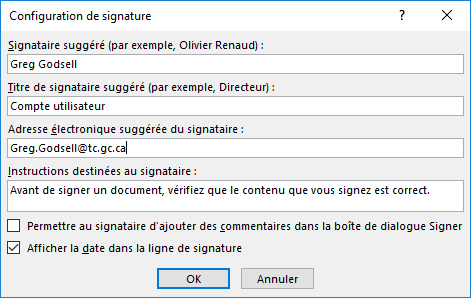 Configuration de signature
Signataire suggéré (par exemple, Olivier Renaud) :
Greg Godsell
Titre de signataire suggéré (par exemple, Directeur) :
Compte utilisateur
Adresse électronique suggérée du signataire :
Greg.Godsell@tc.gc.ca
Instructions destinées au signataire :
Avant de signer un document, vérifiez que le contenu que vous signez est correct.
Permettre au signataire d'ajouter des commentaires dans la boîte de dialogue Signer
Afficher la date dans la ligne de signature
OK Annuler